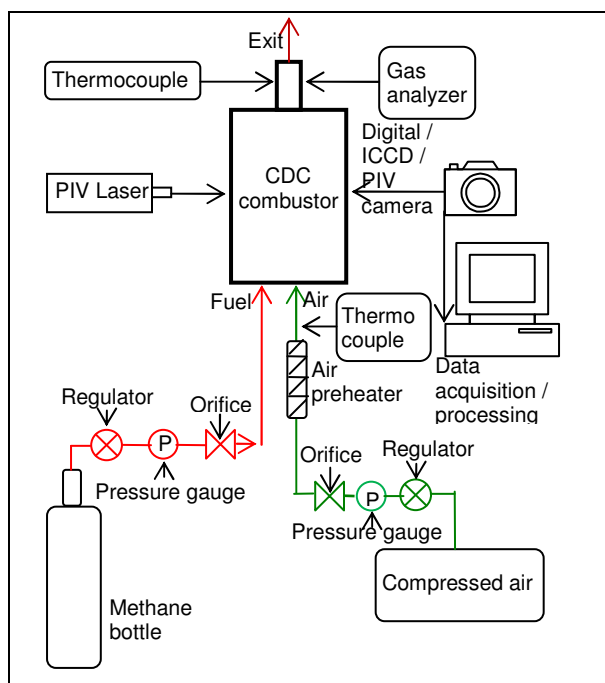 Exit
Thermocouple
Gas
analyzer
Digital /
ICCD /
PIV
camera
CDC
combustor
PIV Laser
Fuel
Air
Thermo
couple
Air
preheater
Data
acquisition /
processing
Regulator
Orifice
P
Pressure gauge
Orifice
Regulator
P
Pressure gauge
Methane
bottle
Compressed air